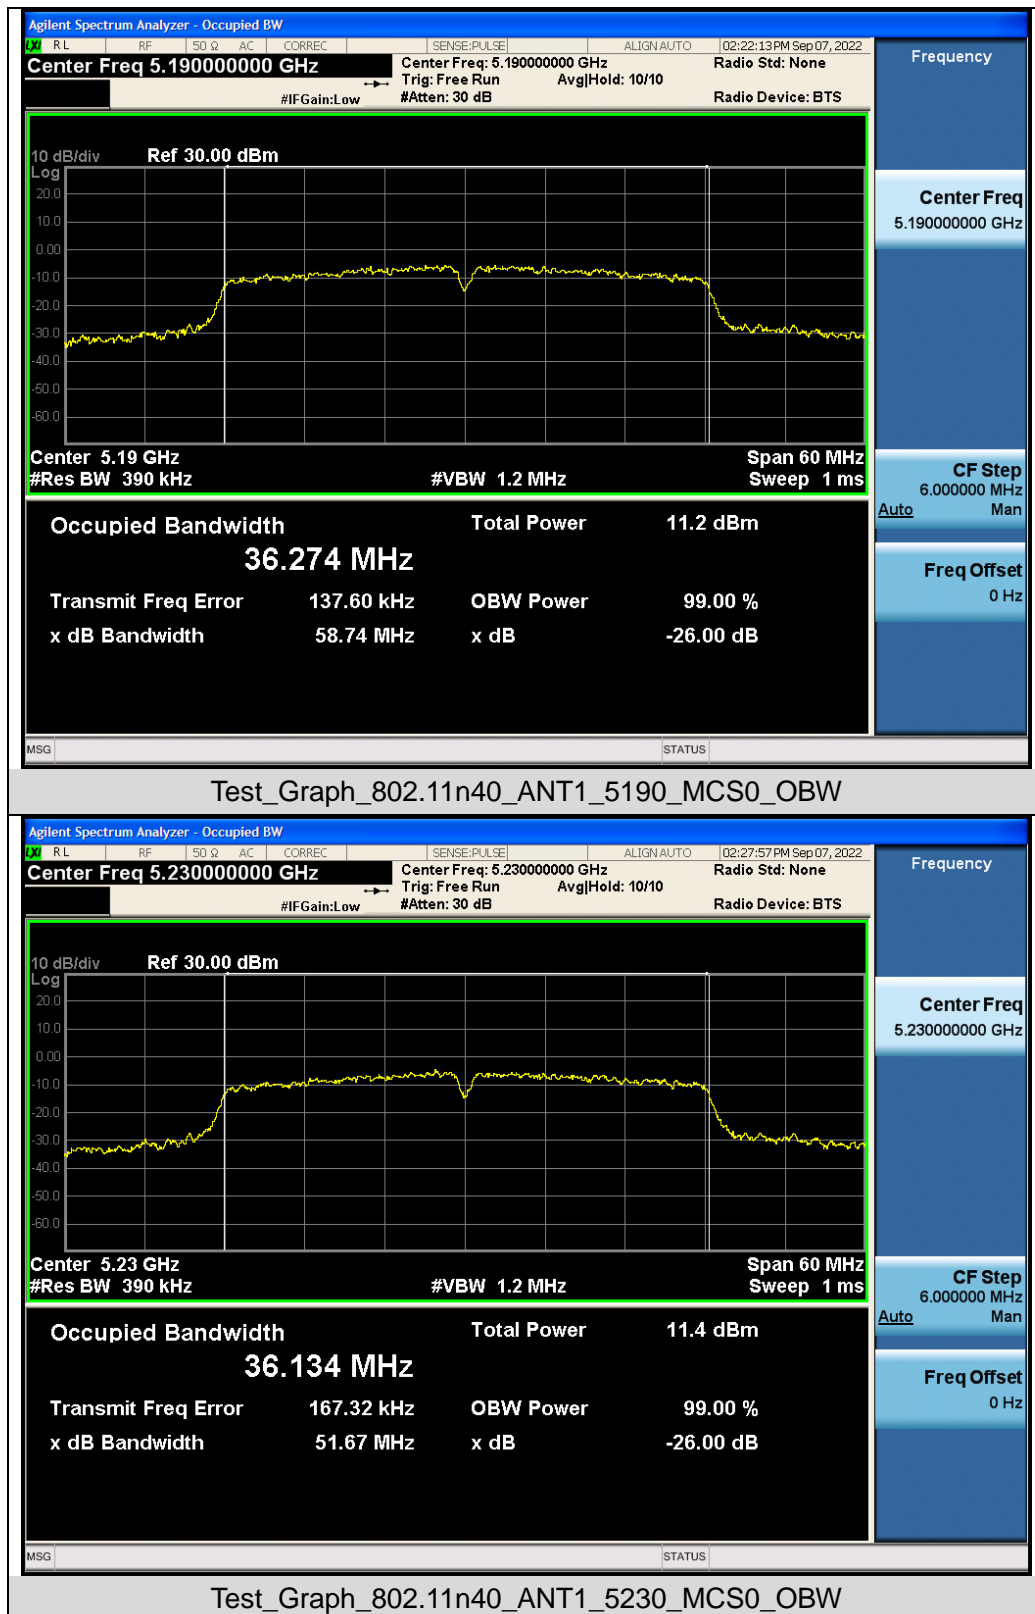 Agilent Spectrum Analyzer - Occupied BW
LXI RL RF 50 Ω AC CORREC SENSE:PULSE ALIGN AUTO 02:22:13 PM Sep 07, 2022
Center Freq 5.190000000 GHz Center Freq: 5.190000000 GHz Radio Std: None Frequency
Trig: Free Run Avg|Hold: 10/10
#IFGain:Low #Atten: 30 dB Radio Device: BTS
10 dB/div Ref 30.00 dBm
Log
20.0
10.0
0.00
-10.0
-20.0
-30.0
-40.0
-50.0
-60.0
Center Freq
5.190000000 GHz
Center 5.19 GHz Span 60 MHz
#Res BW 390 kHz #VBW 1.2 MHz Sweep 1 ms
CF Step
6.000000 MHz
Auto Man
Occupied Bandwidth Total Power 11.2 dBm
36.274 MHz
Transmit Freq Error 137.60 kHz OBW Power 99.00 %
x dB Bandwidth 58.74 MHz x dB -26.00 dB
Freq Offset
0 Hz
MSG STATUS
Test_Graph_802.11n40_ANT1_5190_MCS0_OBW
Agilent Spectrum Analyzer - Occupied BW
LXI RL RF 50 Ω AC CORREC SENSE:PULSE ALIGN AUTO 02:27:57 PM Sep 07, 2022
Center Freq 5.230000000 GHz Center Freq: 5.230000000 GHz Radio Std: None Frequency
Trig: Free Run Avg|Hold: 10/10
#IFGain:Low #Atten: 30 dB Radio Device: BTS
10 dB/div Ref 30.00 dBm
Log
20.0
10.0
0.00
-10.0
-20.0
-30.0
-40.0
-50.0
-60.0
Center Freq
5.230000000 GHz
Center 5.23 GHz Span 60 MHz
#Res BW 390 kHz #VBW 1.2 MHz Sweep 1 ms
CF Step
6.000000 MHz
Auto Man
Occupied Bandwidth Total Power 11.4 dBm
36.134 MHz
Transmit Freq Error 167.32 kHz OBW Power 99.00 %
x dB Bandwidth 51.67 MHz x dB -26.00 dB
Freq Offset
0 Hz
MSG STATUS
Test_Graph_802.11n40_ANT1_5230_MCS0_OBW